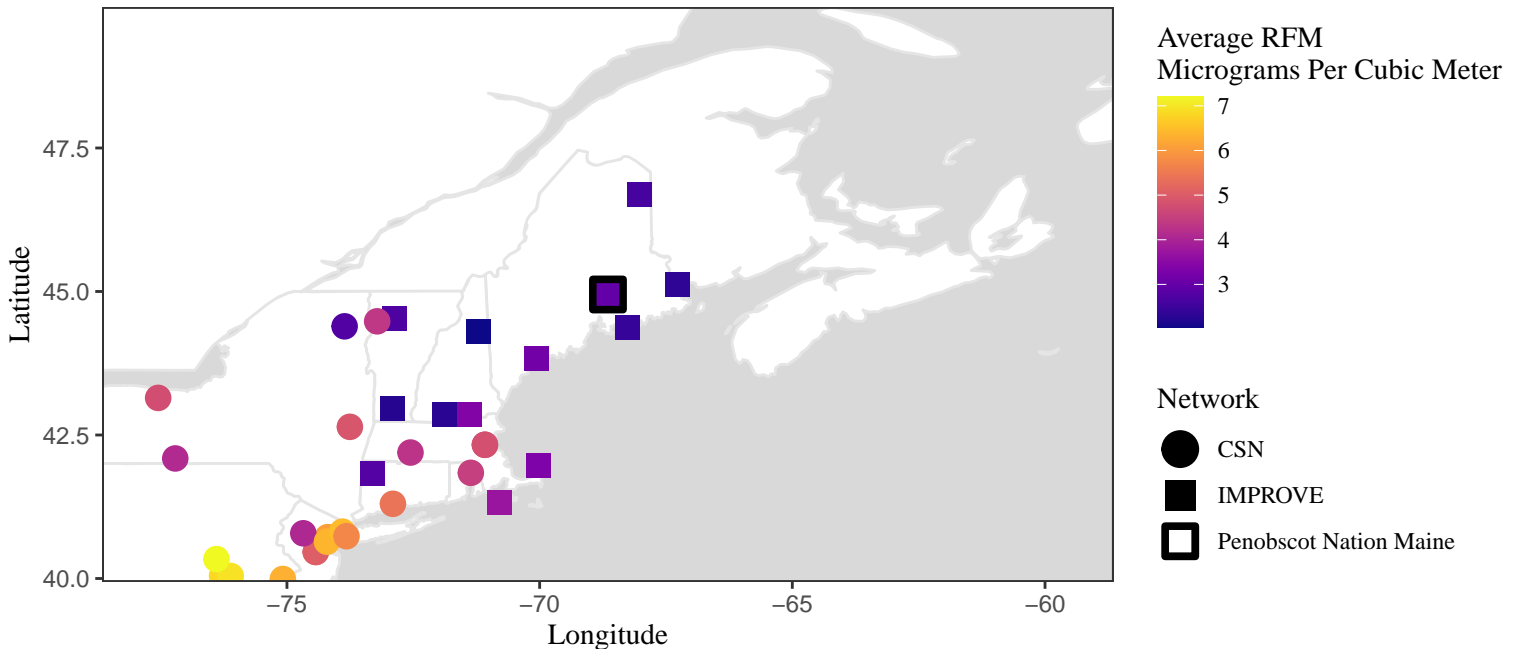 Average RFM
Micrograms Per Cubic Meter
7
6
5
4
3
Network
CSN
IMPROVE
Penobscot Nation Maine
Latitude
47.5
45.0
42.5
40.0
−75
−70
−65
−60
Longitude